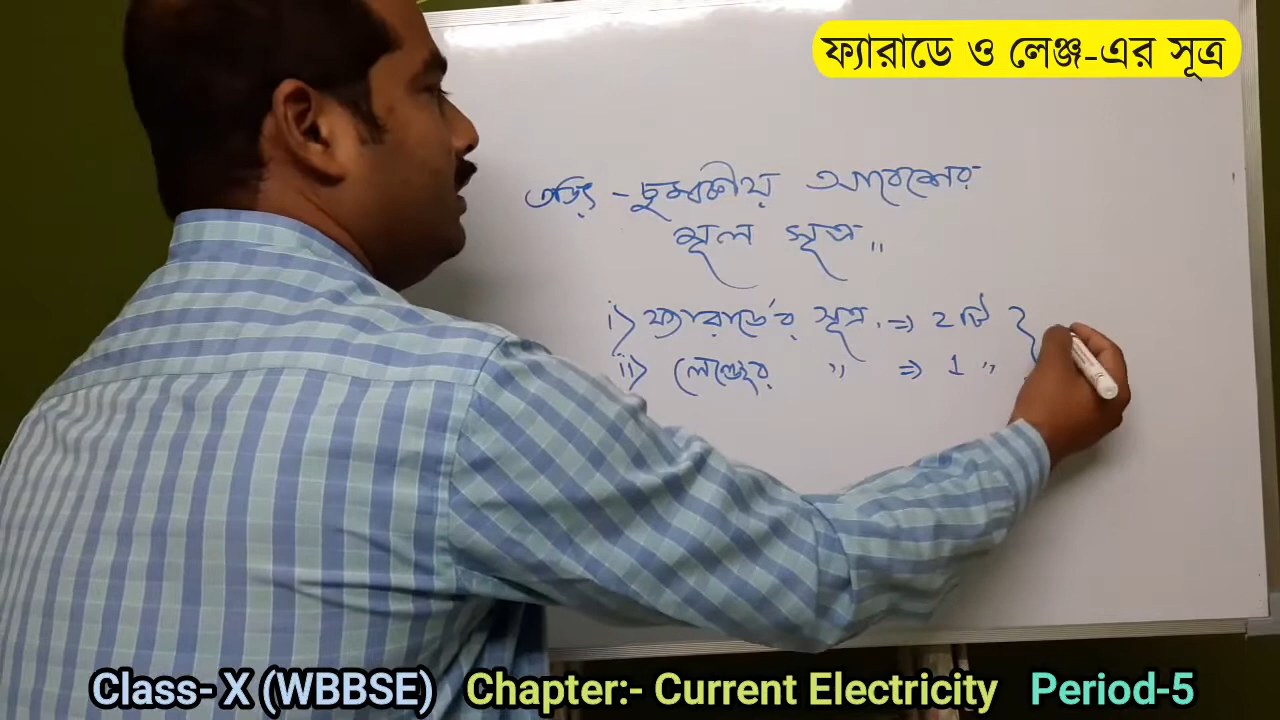 ফ্যারাডে ও লেঞ্জ-এর সূত্র
তড়িৎ - চুম্বকীয় আবেশের
মূল সূত্র ,,
i) ফ্যারাডের সূত্র. => 2টি }
ii) লেঞ্জের ,, => 1 ,,
Class- X (WBBSE) Chapter:- Current Electricity Period-5